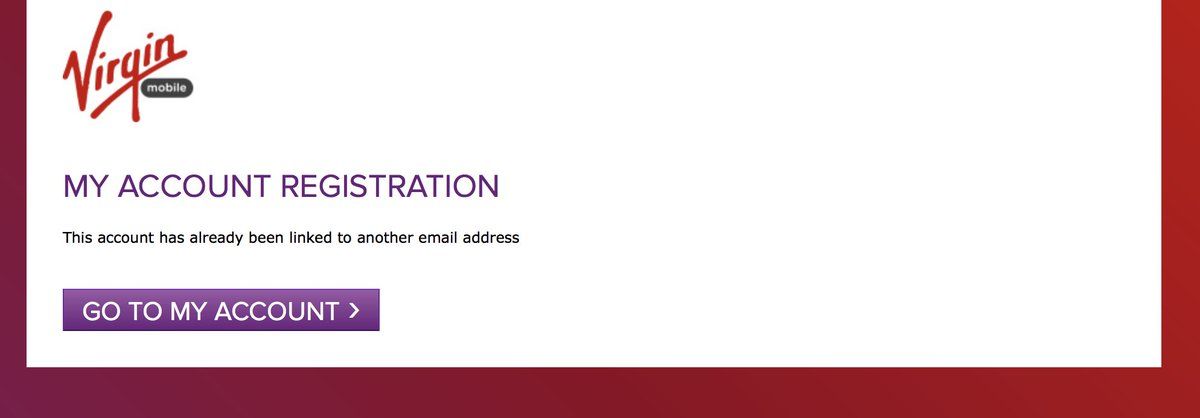 Virgin
mobile
MY ACCOUNT REGISTRATION
This account has already been linked to another email address
GO TO MY ACCOUNT >